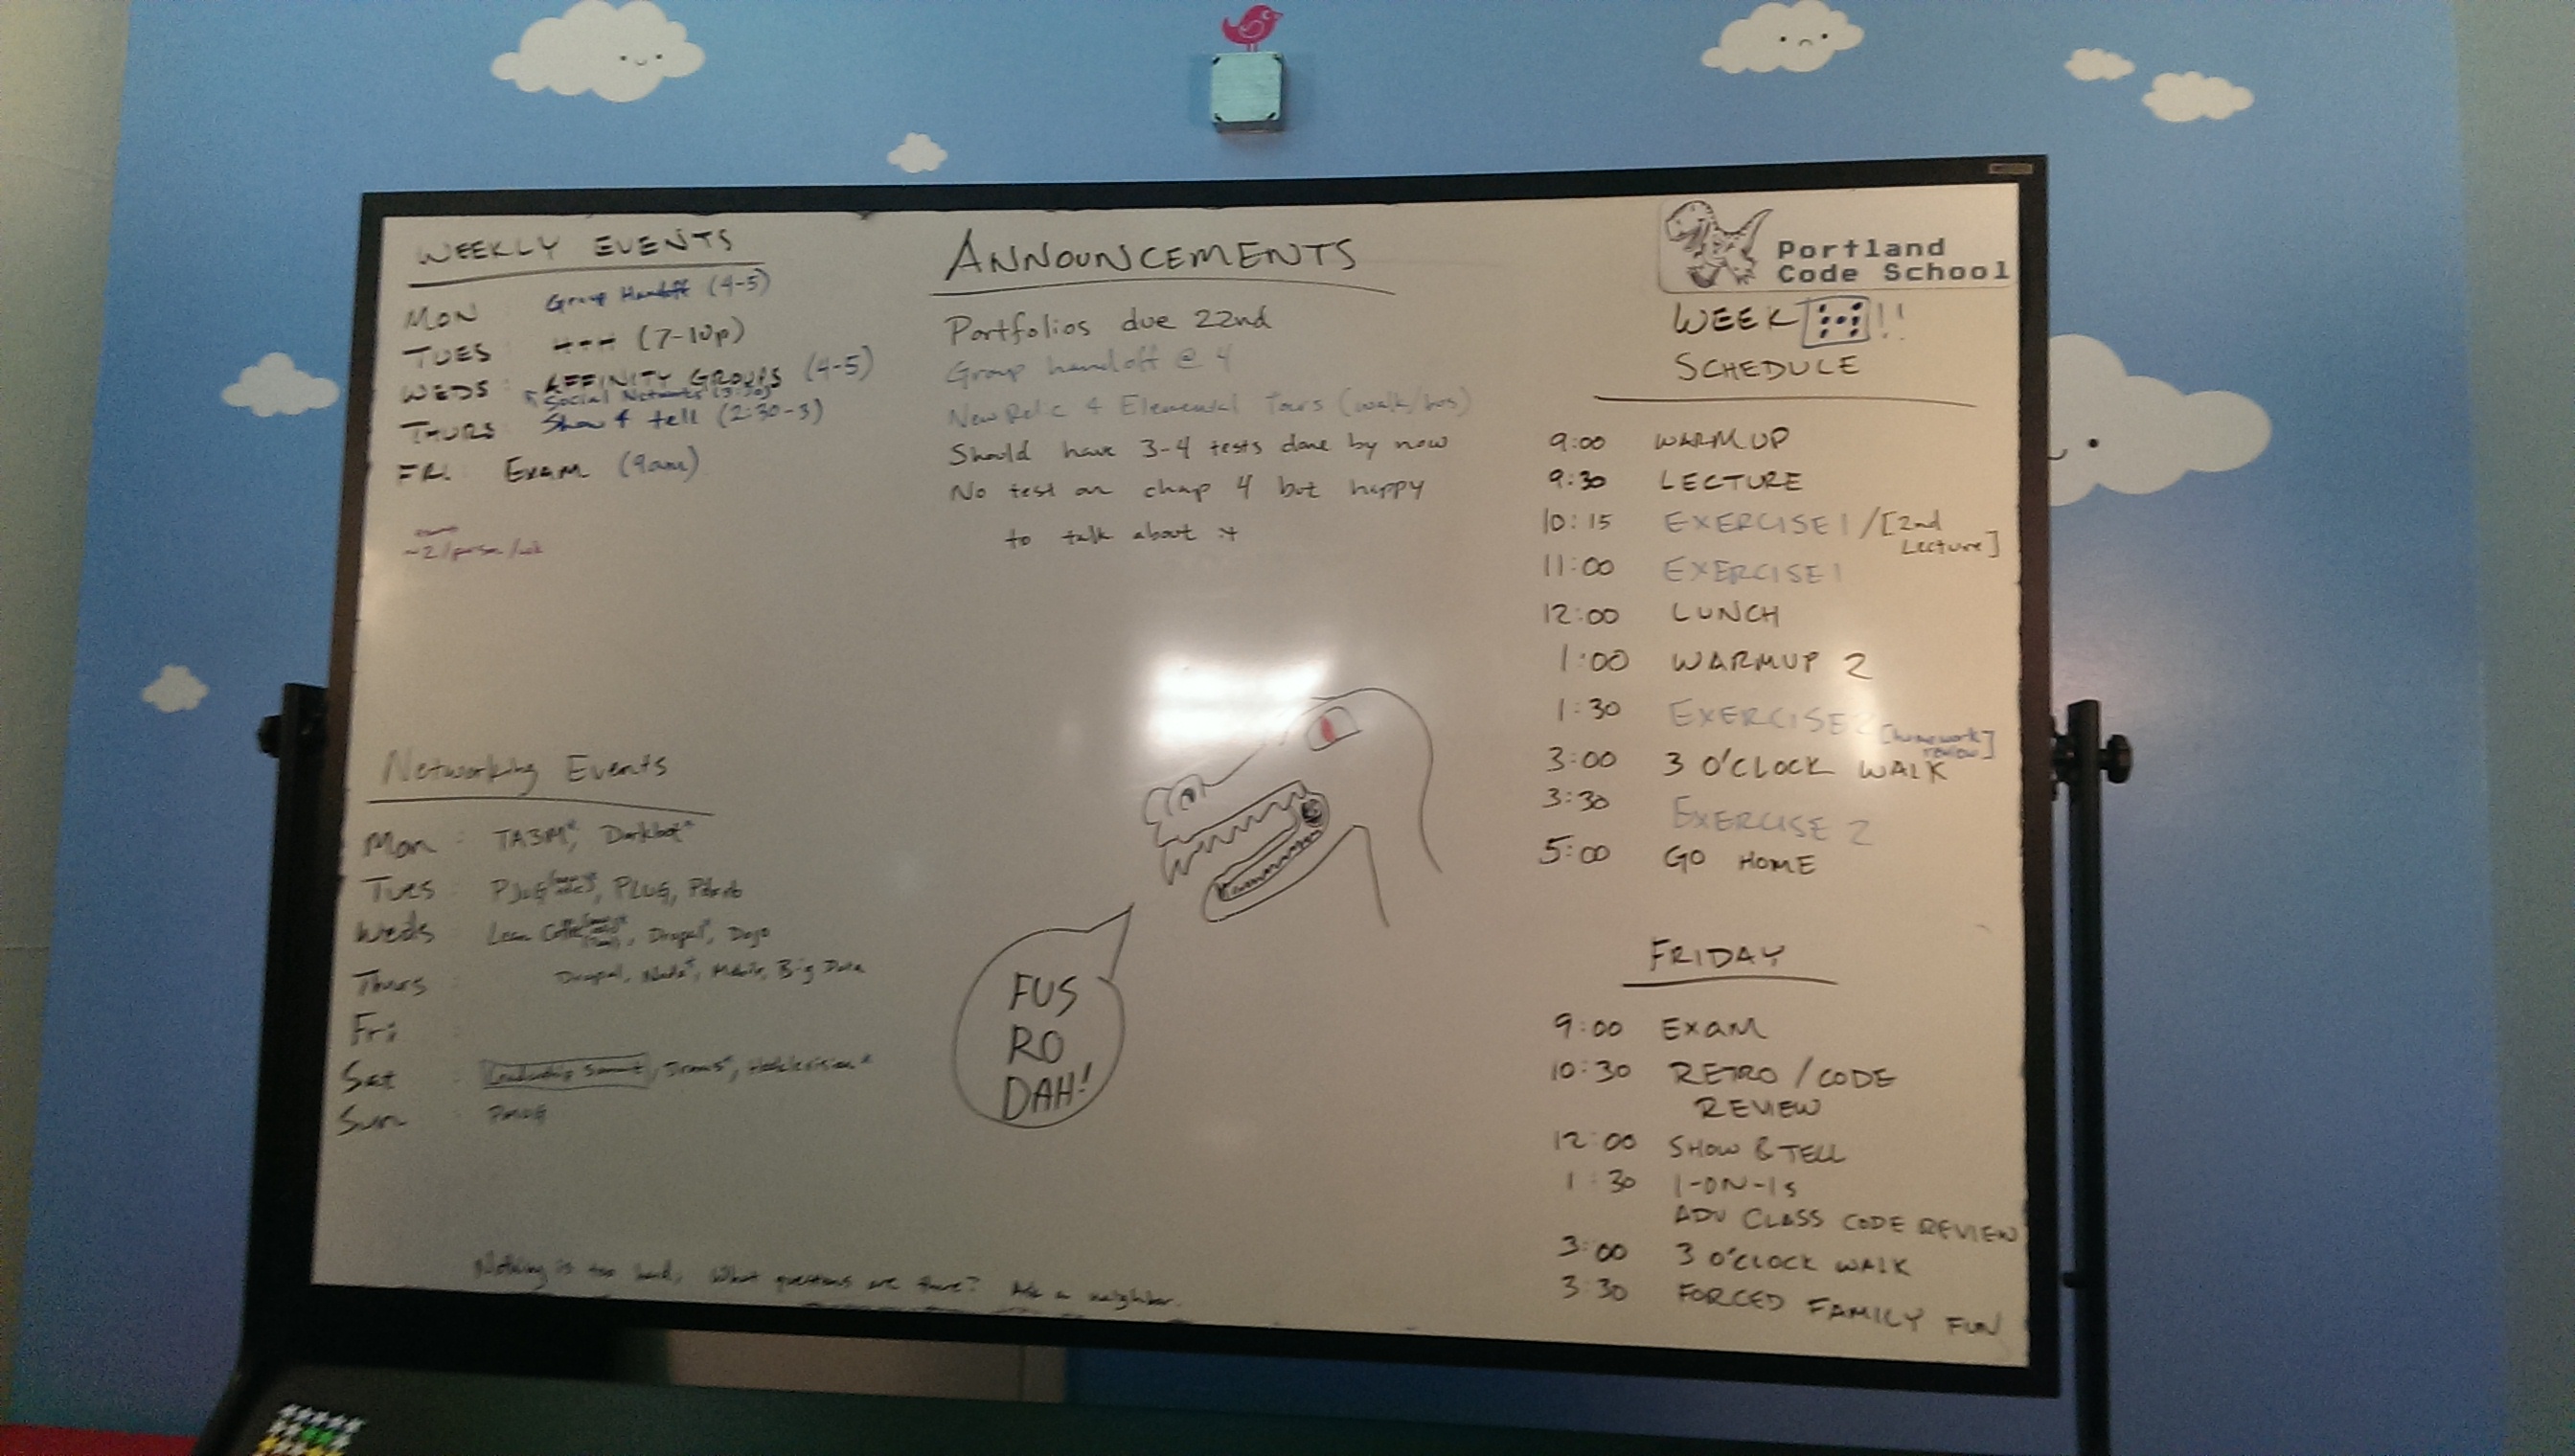 WEEKLY EVENTS
MON Group Handoff (4-5)
TUES : (7-10p)
WEDS : AFFINITY GROUPS (4-5)
Social Networks (3:30)
THURS Show & tell (2:30-3)
FRI. EXAM (9am)
~2/person/wk
Networking Events
Mon : TA3M*, Dorkbot*
Tues : PJUG, PLUG,
Weds Lean Coffee, Drupal*, Dojo
Thurs : Drupal, Node*, Mobile, Big Data
Fri :
Sat : Leadership Summit, Drones*, Hackleration*
Sun :
Nothing is too hard, What questions are there? Ask a neighbor.
ANNOUNCEMENTS
Portfolios due 22nd
Group handoff @ 4
New Relic & Elemental Tours (walk/bus)
Should have 3-4 tests done by now
No test on chap 4 but happy
to talk about it
FUS
RO
DAH!
Portland
Code School
WEEK !!
SCHEDULE
9:00 WARMUP
9:30 LECTURE
10:15 EXERCISE 1 / [2nd
Lecture]
11:00 EXERCISE 1
12:00 LUNCH
1:00 WARMUP 2
1:30 EXERCISE 2 [homework
review]
3:00 3 O'CLOCK WALK
3:30 EXERCISE 2
5:00 GO HOME
FRIDAY
9:00 EXAM
10:30 RETRO / CODE
REVIEW
12:00 SHOW & TELL
1:30 1-ON-1s
ADV CLASS CODE REVIEW
3:00 3 O'CLOCK WALK
3:30 FORCED FAMILY FUN